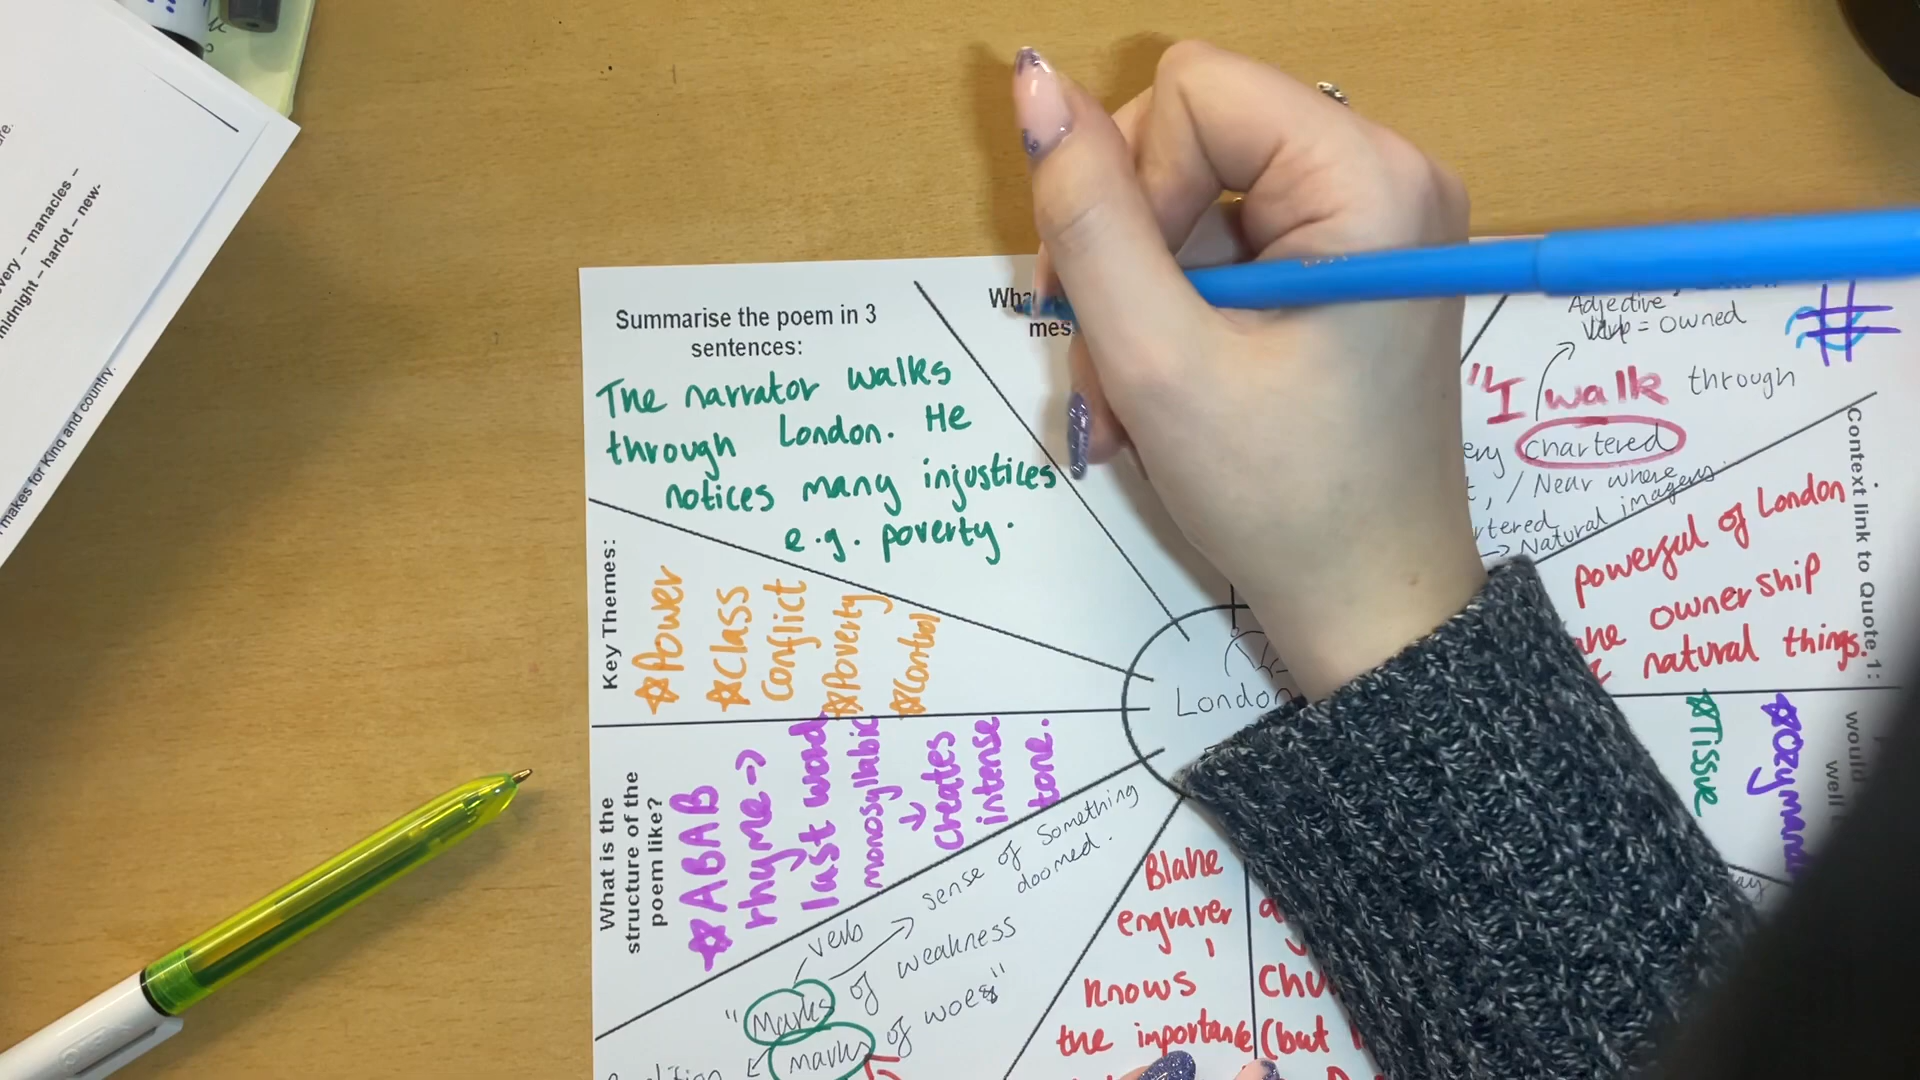 Summarise the poem in 3
sentences:
The narrator walks
through London. He
notices many injustices
e.g. poverty.
Key Themes:
Power
Class
Conflict
Poverty
Control
What is the
structure of the
poem like?
ABAB
rhyme →
last word
monosyllabic
↓
creates
intense
tone.
verb
→ sense of something
doomed.
"Marks of weakness
marks of woes"
Blake
engraver,
knows
the importance
(but
London
Adjective
= owned
"I walk through
chartered
/ Near where
→ Natural imagery.
Context link to Quote 1:
powerful of London
ownership
natural things.
Tissue
would
well
makes for King and country.
midnight – harlot – new-
manacles –